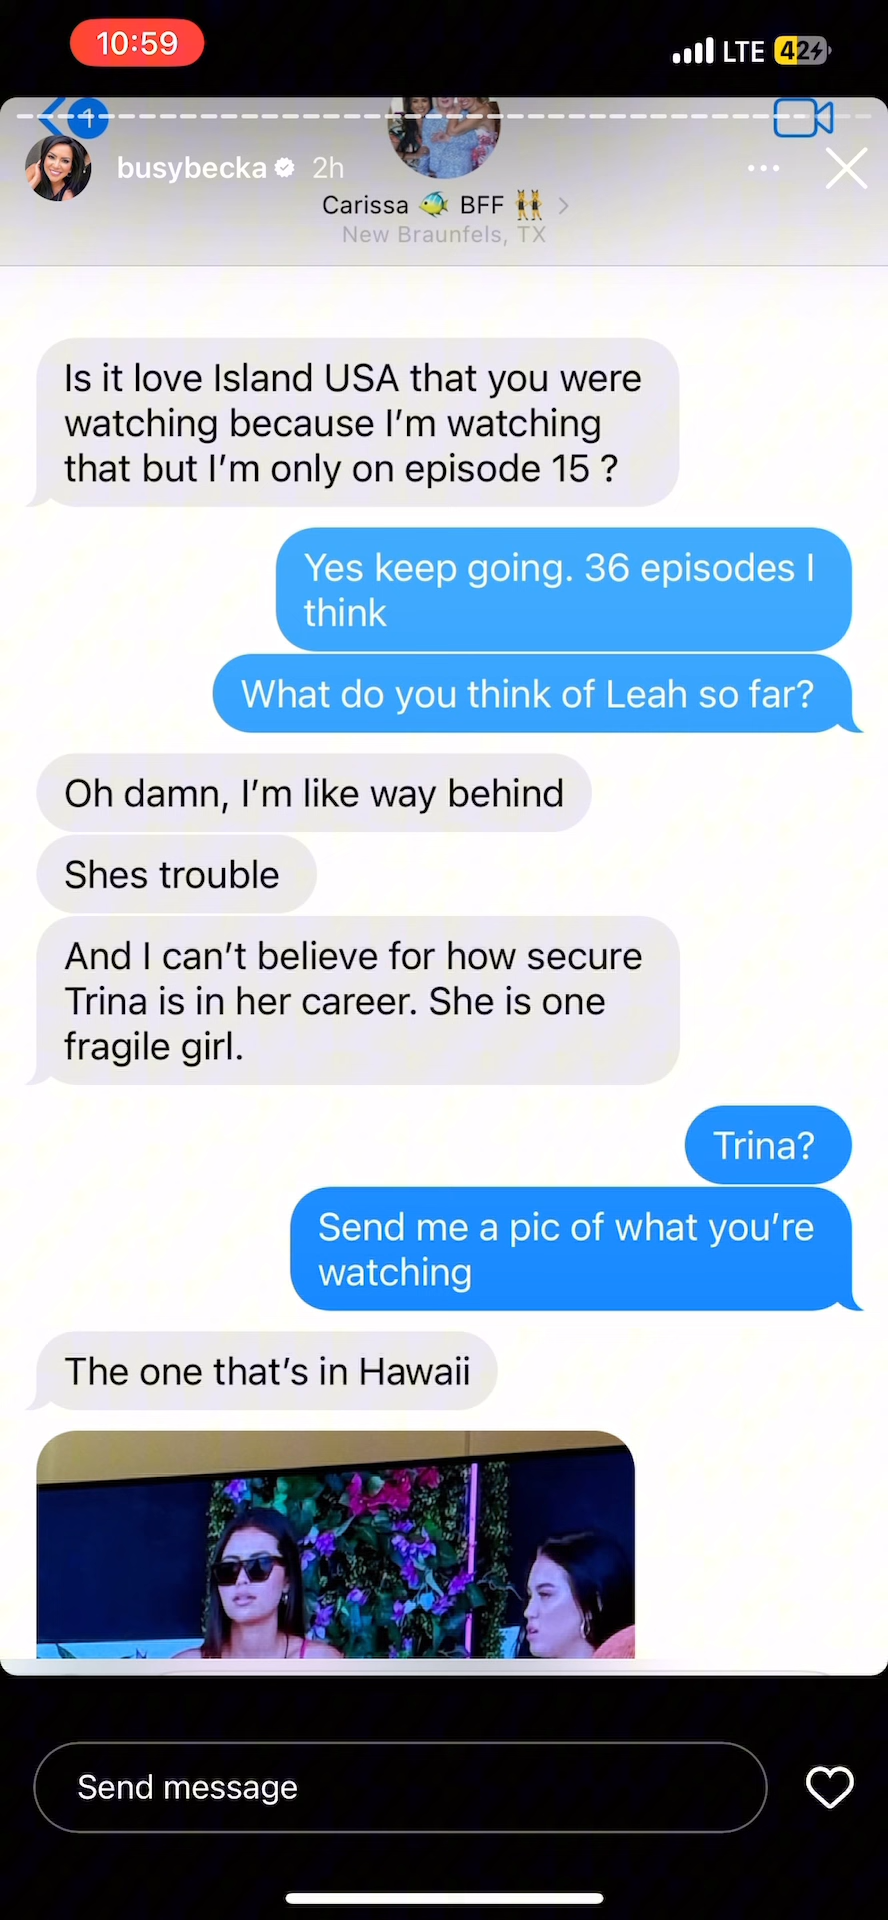 10:59
LTE 42
1
busybecka 2h
Carissa 🐠 BFF 👯 >
New Braunfels, TX
Is it love Island USA that you were
watching because I’m watching
that but I’m only on episode 15 ?
Yes keep going. 36 episodes I
think
What do you think of Leah so far?
Oh damn, I’m like way behind
Shes trouble
And I can’t believe for how secure
Trina is in her career. She is one
fragile girl.
Trina?
Send me a pic of what you’re
watching
The one that’s in Hawaii
Send message